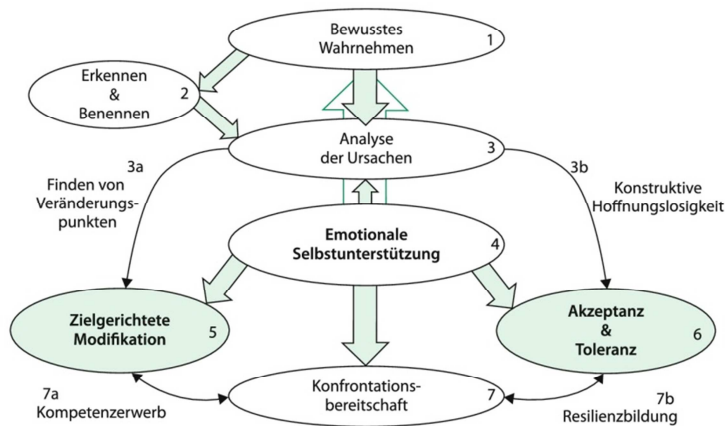 Bewusstes
Wahrnehmen
1
Erkennen
&
Benennen
2
Analyse
der Ursachen
3
3a
Finden von
Veränderungs-
punkten
3b
Konstruktive
Hoffnungslosigkeit
Emotionale
Selbstunterstützung
4
Zielgerichtete
Modifikation
5
Akzeptanz
&
Toleranz
6
7a
Kompetenzerwerb
Konfrontations-
bereitschaft
7
7b
Resilienzbildung